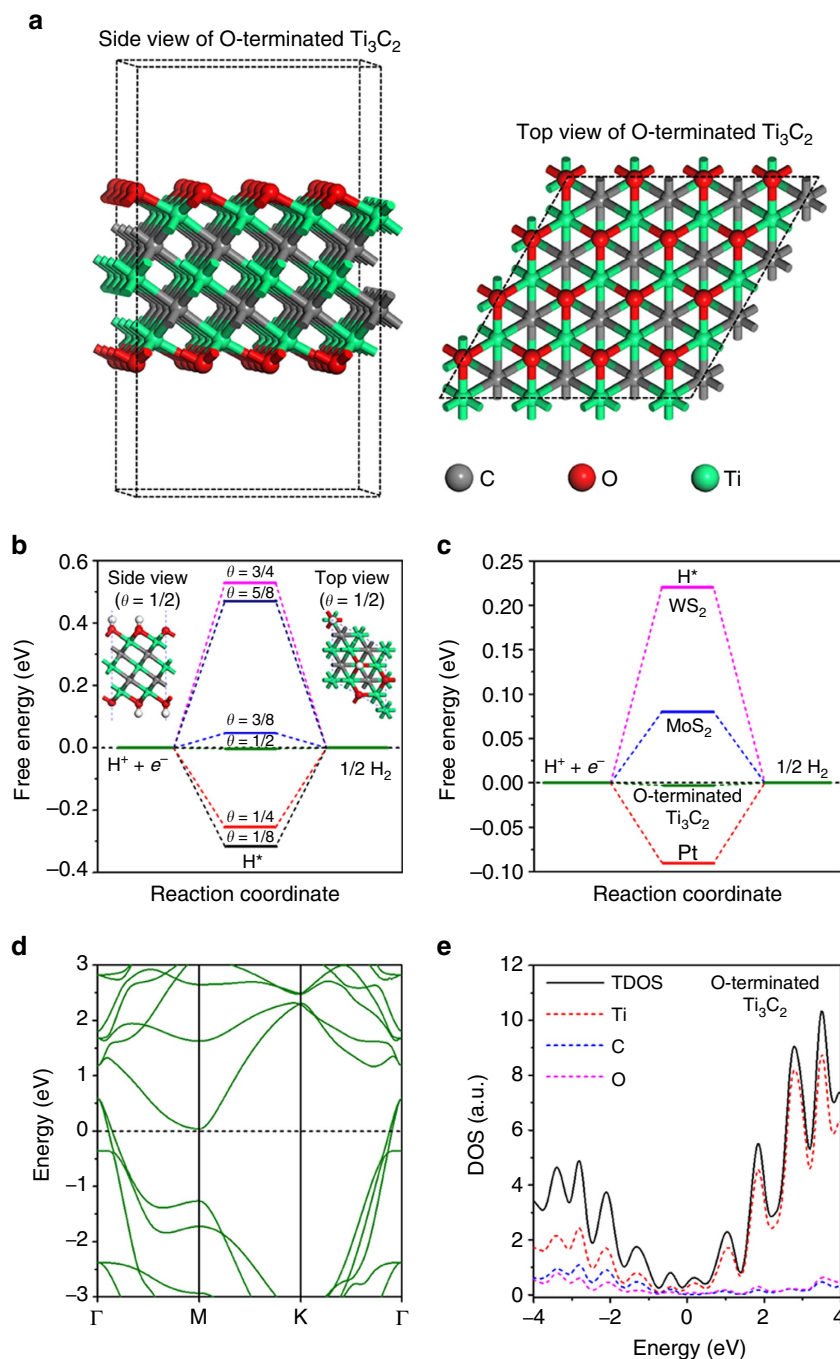 a
Side view of O-terminated Ti₃C₂
Top view of O-terminated Ti₃C₂
C
O
Ti
b
Free energy (eV)
0.6
0.4
0.2
0.0
−0.2
−0.4
Side view
(θ = 1/2)
Top view
(θ = 1/2)
θ = 3/4
θ = 5/8
θ = 3/8
θ = 1/2
H⁺ + e⁻
1/2 H₂
θ = 1/4
θ = 1/8
H*
Reaction coordinate
c
Free energy (eV)
0.25
0.20
0.15
0.10
0.05
0.00
−0.05
−0.10
H*
WS₂
MoS₂
H⁺ + e⁻
1/2 H₂
O-terminated
Ti₃C₂
Pt
Reaction coordinate
d
Energy (eV)
3
2
1
0
−1
−2
−3
Γ
M
K
Γ
e
DOS (a.u.)
12
10
8
6
4
2
0
TDOS
Ti
C
O
O-terminated
Ti₃C₂
−4
−2
0
2
4
Energy (eV)